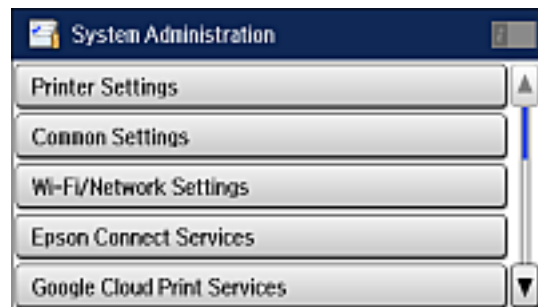 System Administration
Printer Settings
Common Settings
Wi-Fi/Network Settings
Epson Connect Services
Google Cloud Print Services